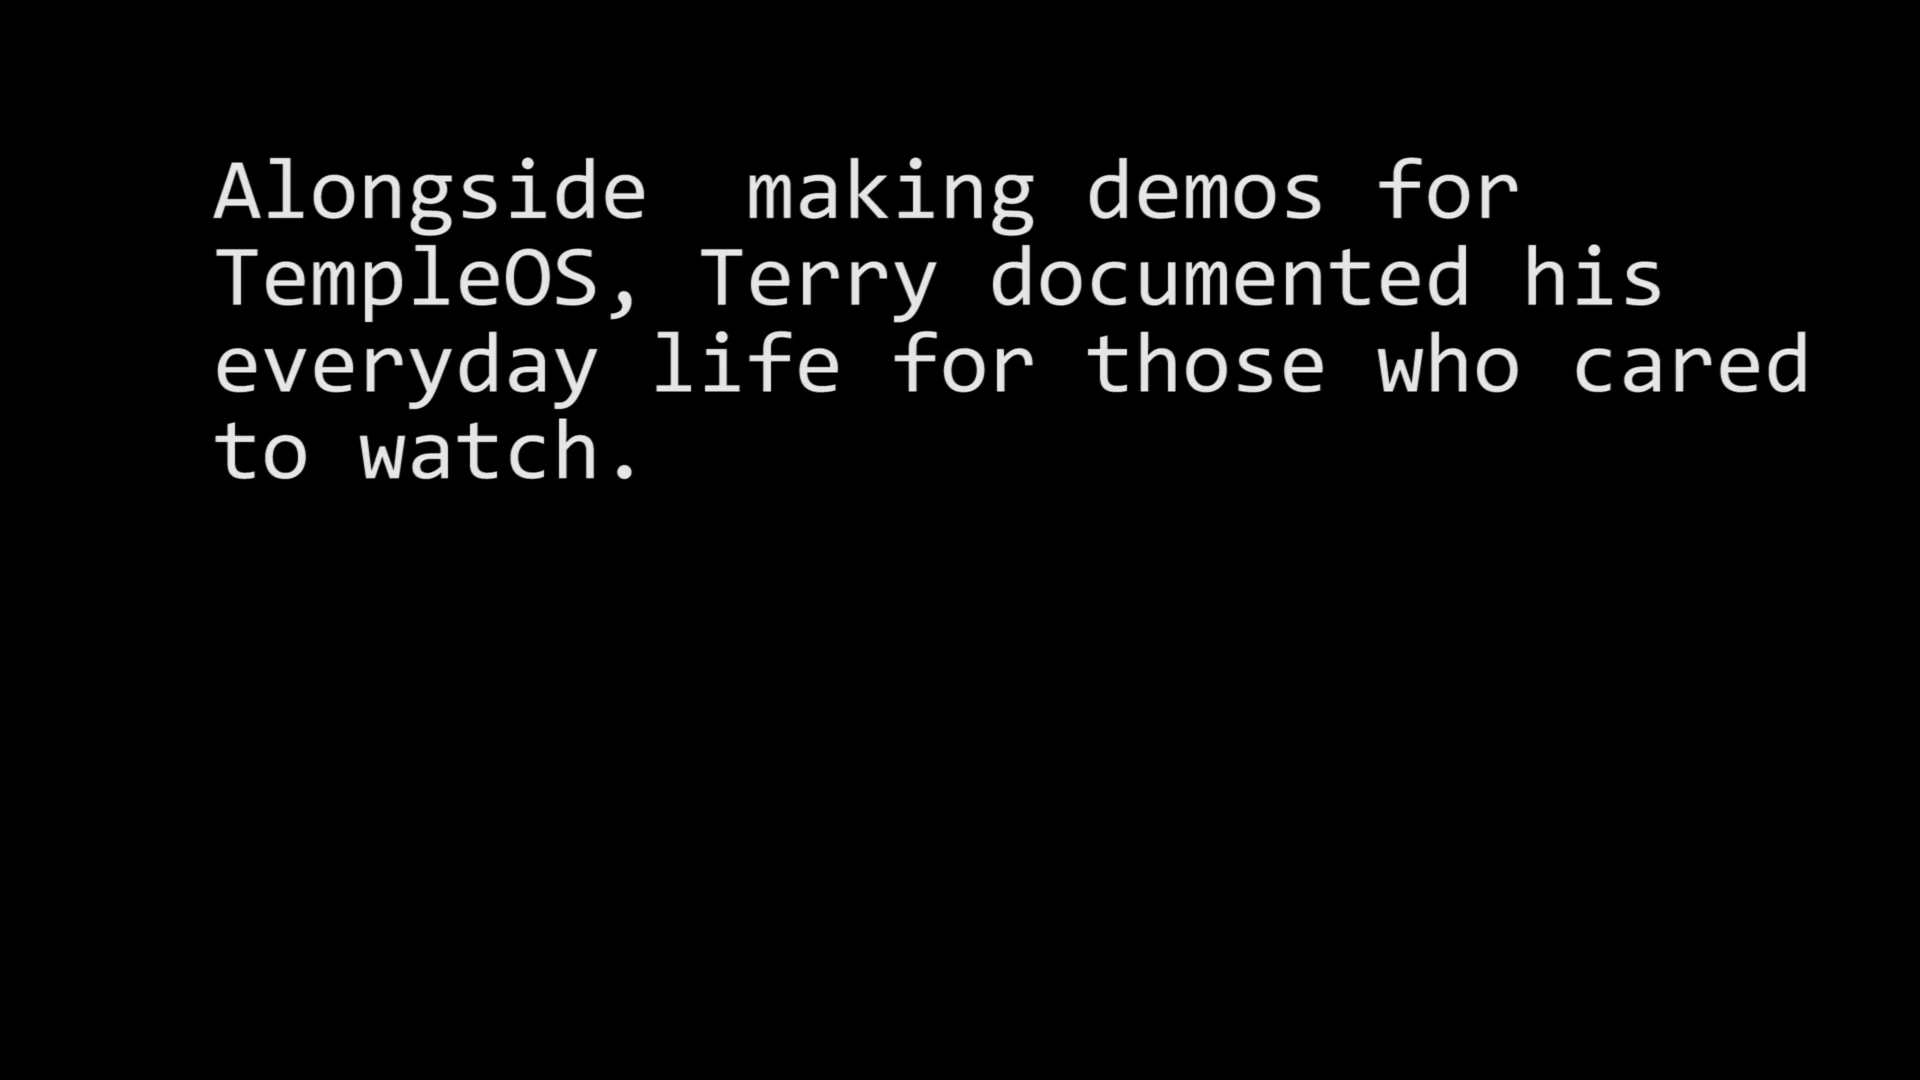 Alongside  making demos for
TempleOS, Terry documented his
everyday life for those who cared
to watch.